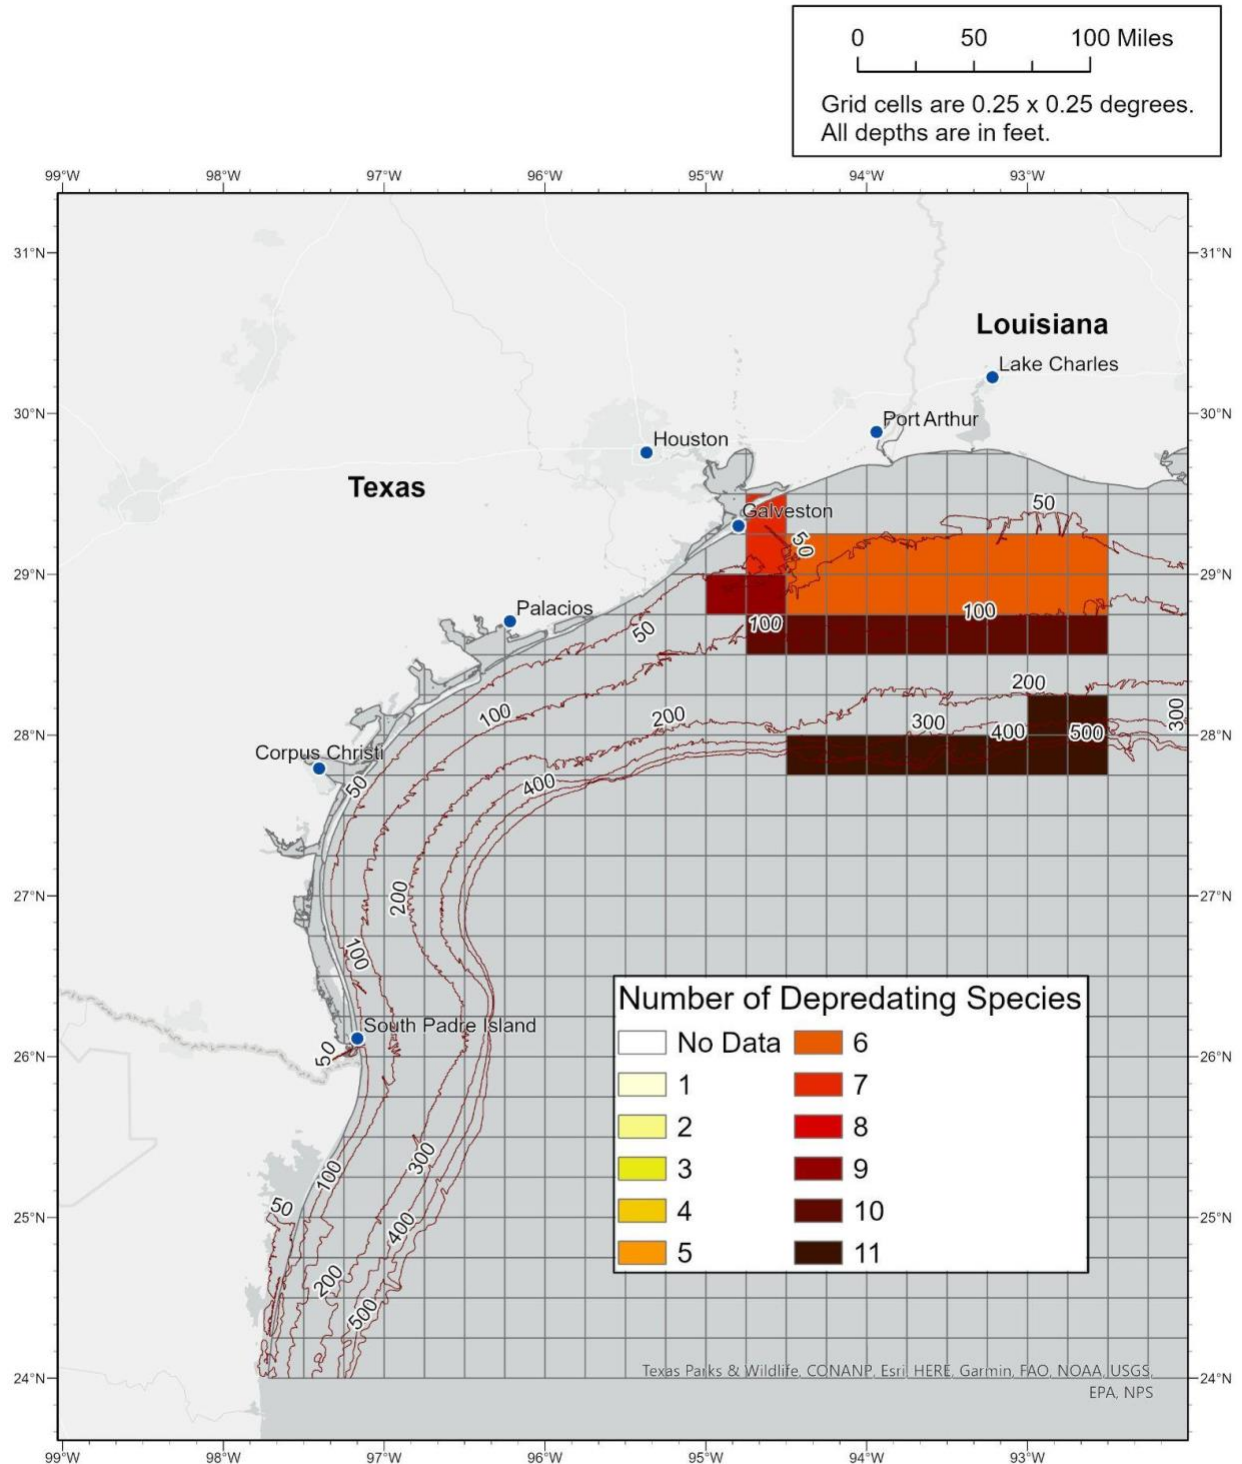 0 50 100 Miles
Grid cells are 0.25 x 0.25 degrees.
All depths are in feet.
99°W 98°W 97°W 96°W 95°W 94°W 93°W
31°N 31°N
Louisiana
Lake Charles
30°N 30°N
Port Arthur
Houston
Texas
Galveston
50
50
29°N 29°N
Palacios
100
50
100
200
100
200
300
300
28°N 400 500 28°N
Corpus Christi
50
400
27°N 200 27°N
100
South Padre Island
50
26°N 26°N
Number of Depredating Species
No Data 6
1 7
2 8
3 9
4 10
5 11
300
100
50
25°N 400 25°N
200
500
24°N 24°N
Texas Parks & Wildlife, CONANP, Esri, HERE, Garmin, FAO, NOAA, USGS,
EPA, NPS
99°W 98°W 97°W 96°W 95°W 94°W 93°W